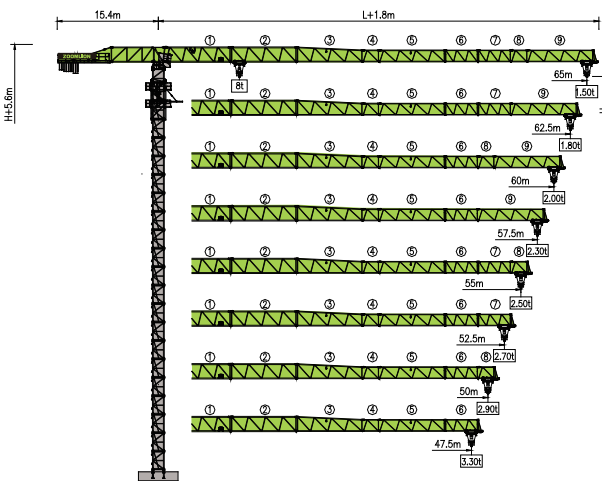 15.4m L+1.8m
① ② ③ ④ ⑤ ⑥ ⑦ ⑧ ⑨
ZOOMLION
H+5.6m
8t
65m
1.50t
① ② ③ ④ ⑤ ⑥ ⑦ ⑨
62.5m
1.80t
① ② ③ ④ ⑤ ⑥ ⑧ ⑨
60m
2.00t
① ② ③ ④ ⑤ ⑥ ⑨
57.5m
2.30t
① ② ③ ④ ⑤ ⑥ ⑦ ⑧
55m
2.50t
① ② ③ ④ ⑤ ⑥ ⑦
52.5m
2.70t
① ② ③ ④ ⑤ ⑥ ⑧
50m
2.90t
① ② ③ ④ ⑤ ⑥
47.5m
3.30t